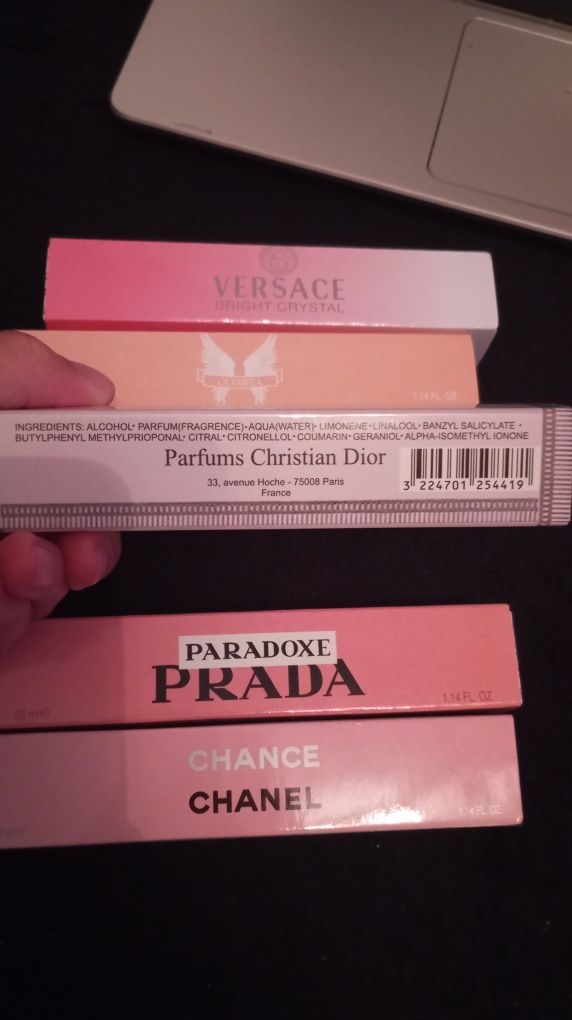 VERSACE
BRIGHT CRYSTAL
OLYMPEA
1.14 FL. OZ.
INGREDIENTS: ALCOHOL• PARFUM(FRAGRENCE)•AQUA(WATER)• LIMONENE•LINALOOL•BANZYL SALICYLATE •
BUTYLPHENYL METHYLPRIOPONAL• CITRAL•CITRONELLOL•COUMARIN•GERANIOL•ALPHA-ISOMETHYL IONONE
Parfums Christian Dior
33, avenue Hoche - 75008 Paris
France
3 224701 254419
PARADOXE
PRADA
33 ml e 1.14 FL. OZ.
CHANCE
CHANEL
1.14 FL. OZ.